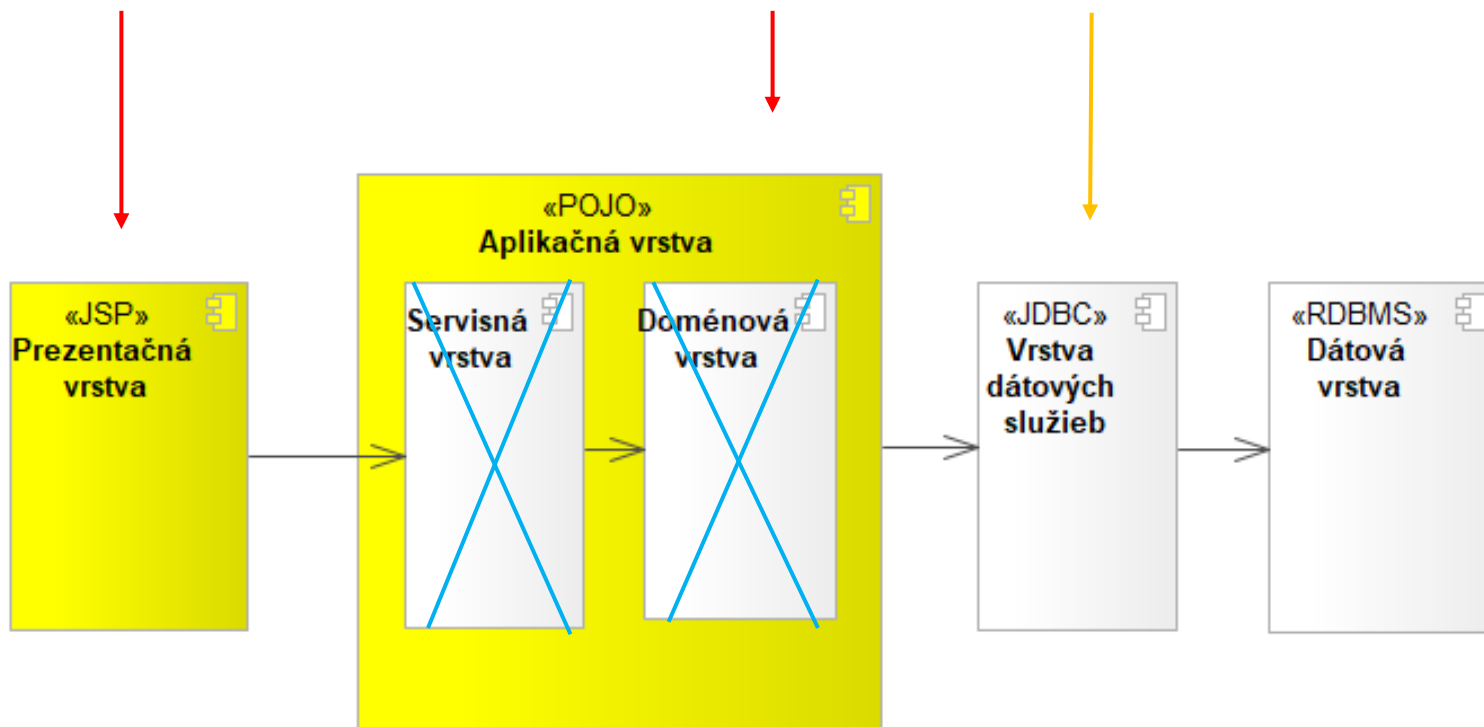 «POJO»
Aplikačná vrstva
«JSP»
Prezentačná
vrstva
Servisná
vrstva
Doménová
vrstva
«JDBC»
Vrstva
dátových
služieb
«RDBMS»
Dátová
vrstva